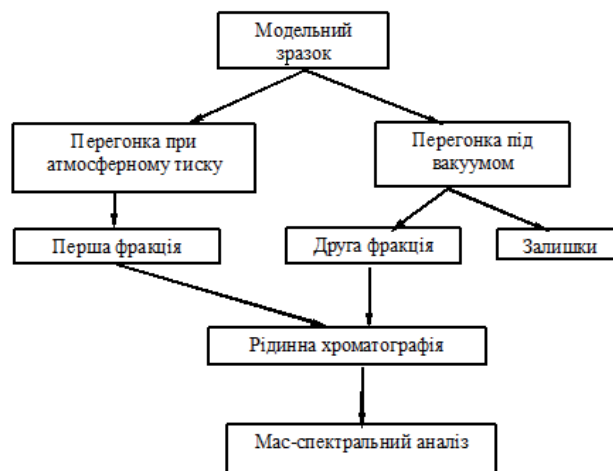 Модельний
зразок
Перегонка при
атмосферному тиску
Перегонка під
вакуумом
Перша фракція
Друга фракція
Залишки
Рідинна хроматографія
Мас-спектральний аналіз